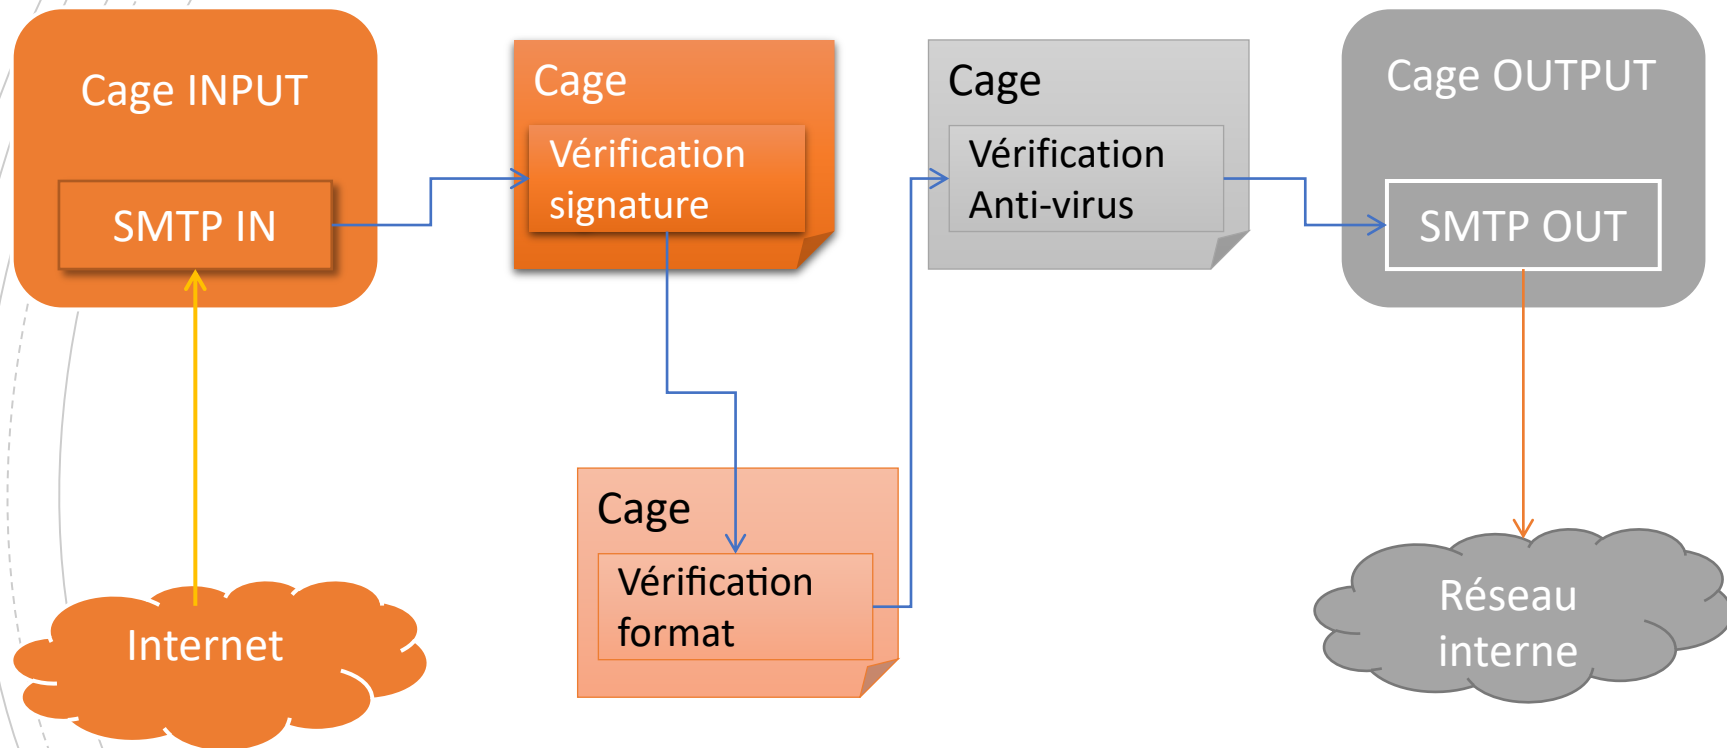 Cage INPUT
SMTP IN
Cage
Vérification
signature
Cage
Vérification
Anti-virus
Cage OUTPUT
SMTP OUT
Cage
Vérification
format
Internet
Réseau
interne